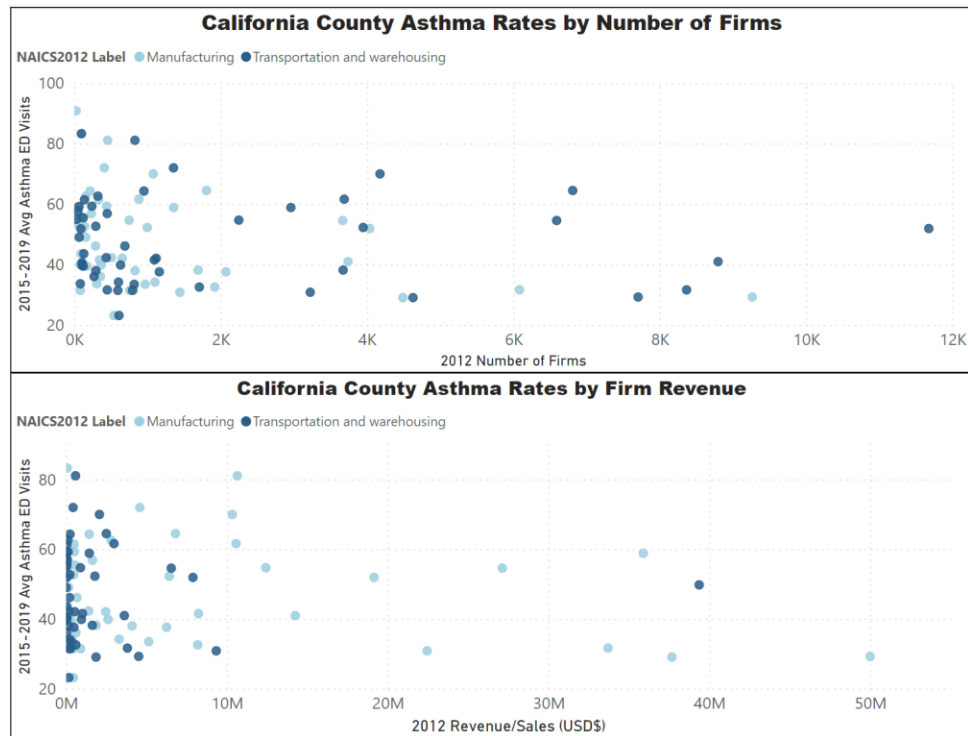 California County Asthma Rates by Number of Firms
NAICS2012 Label Manufacturing Transportation and warehousing
2015-2019 Avg Asthma ED Visits
100
80
60
40
20
0K 2K 4K 6K 8K 10K 12K
2012 Number of Firms
California County Asthma Rates by Firm Revenue
NAICS2012 Label Manufacturing Transportation and warehousing
2015-2019 Avg Asthma ED Visits
80
60
40
20
0M 10M 20M 30M 40M 50M
2012 Revenue/Sales (USD$)